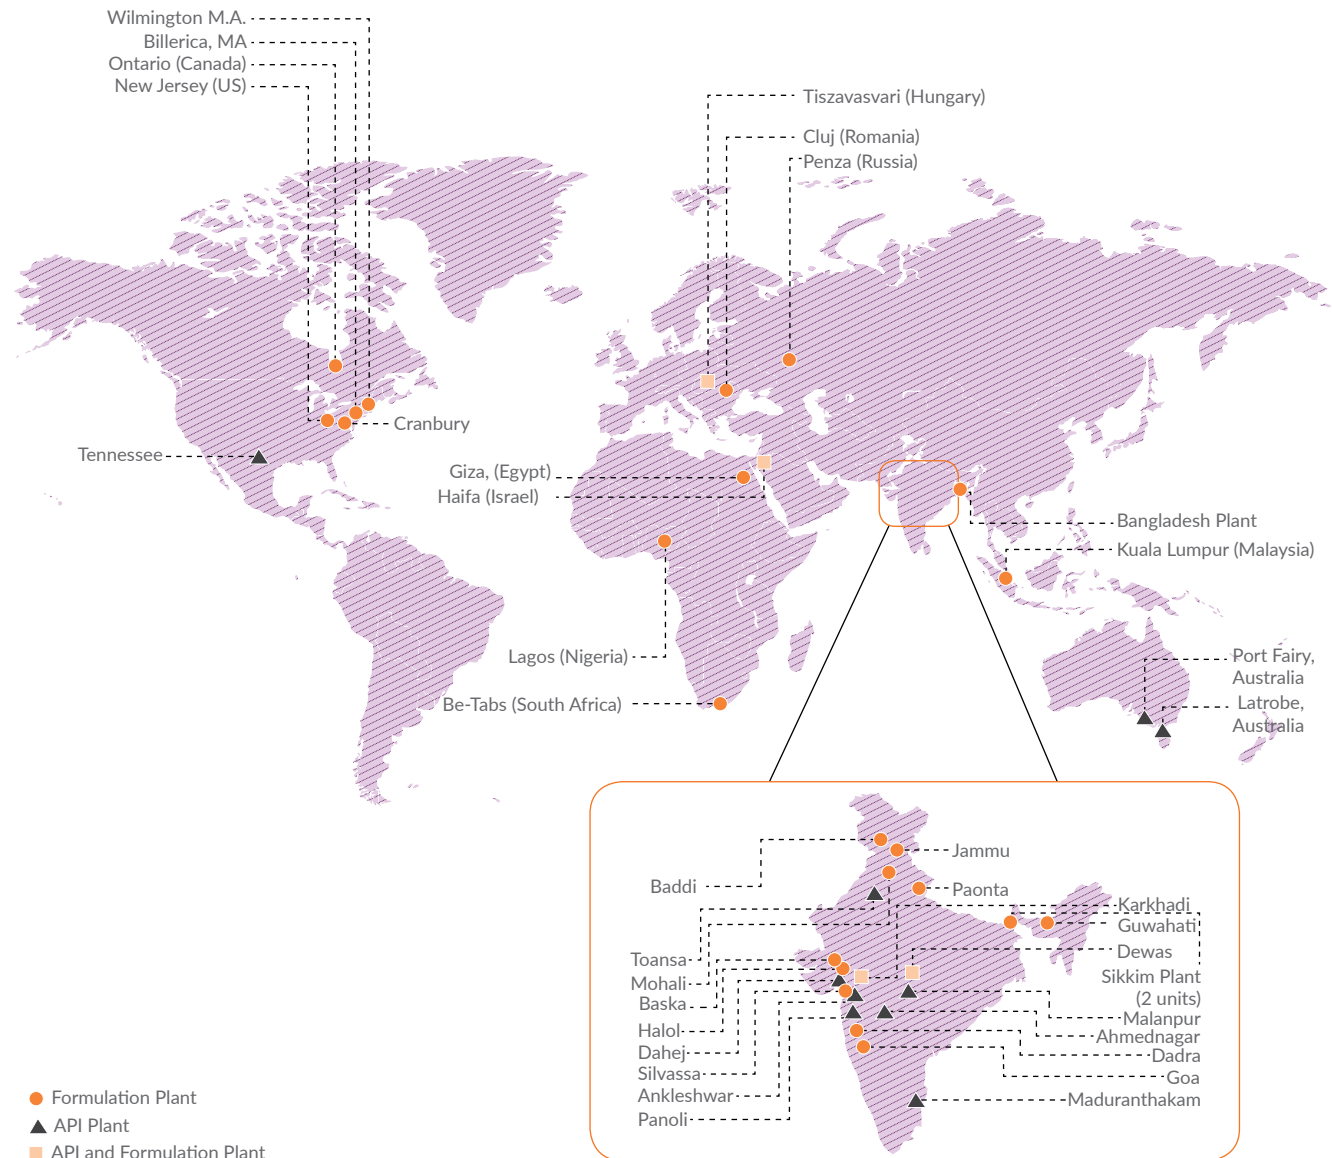 Wilmington M.A.
Billerica, MA
Ontario (Canada)
New Jersey (US)
Tiszavasvari (Hungary)
Cluj (Romania)
Penza (Russia)
Cranbury
Tennessee
Giza, (Egypt)
Haifa (Israel)
Bangladesh Plant
Kuala Lumpur (Malaysia)
Lagos (Nigeria)
Be-Tabs (South Africa)
Port Fairy,
Australia
Latrobe,
Australia
Jammu
Baddi
Paonta
Karkhadi
Guwahati
Dewas
Sikkim Plant
(2 units)
Malanpur
Ahmednagar
Dadra
Goa
Maduranthakam
Toansa
Mohali
Baska
Halol
Dahej
Silvassa
Ankleshwar
Panoli
Formulation Plant
API Plant
API and Formulation Plant